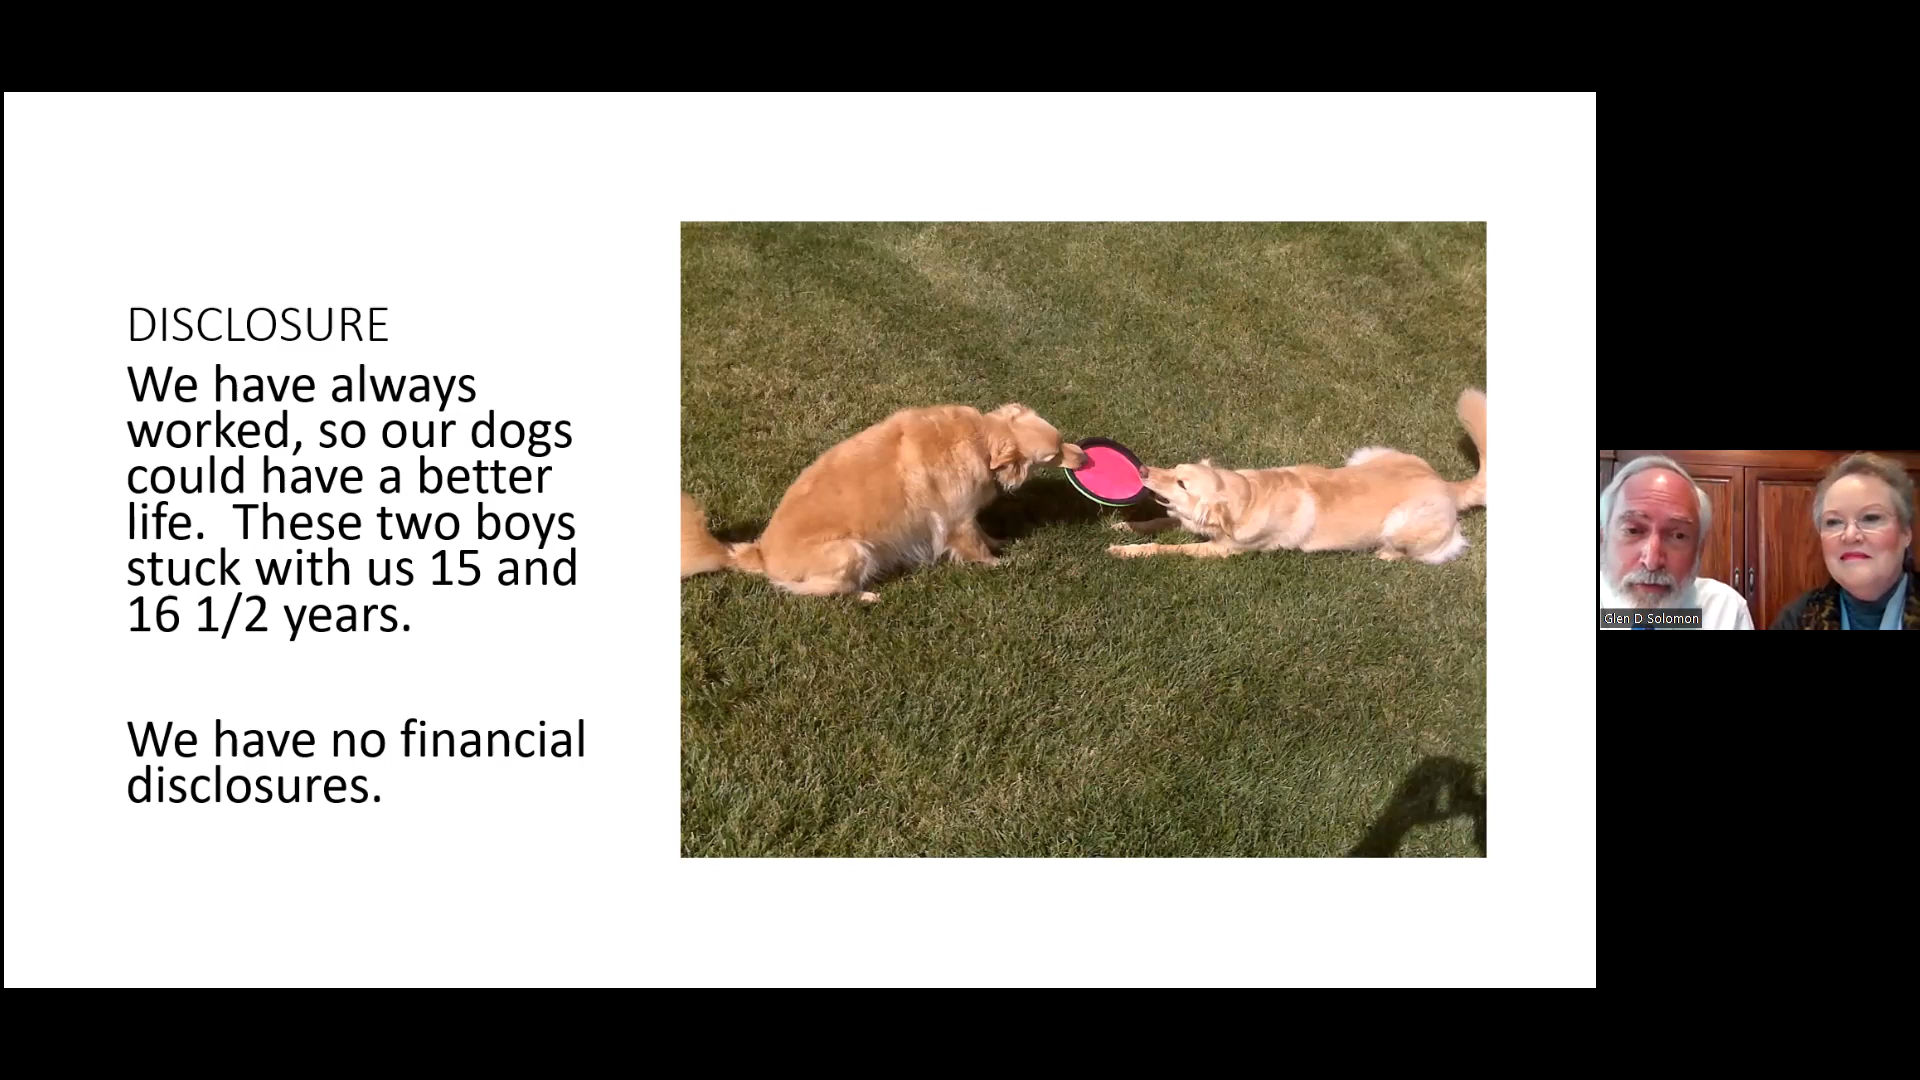 DISCLOSURE
We have always
worked, so our dogs
could have a better
life.  These two boys
stuck with us 15 and
16 1/2 years.
We have no financial
disclosures.
Glen D Solomon